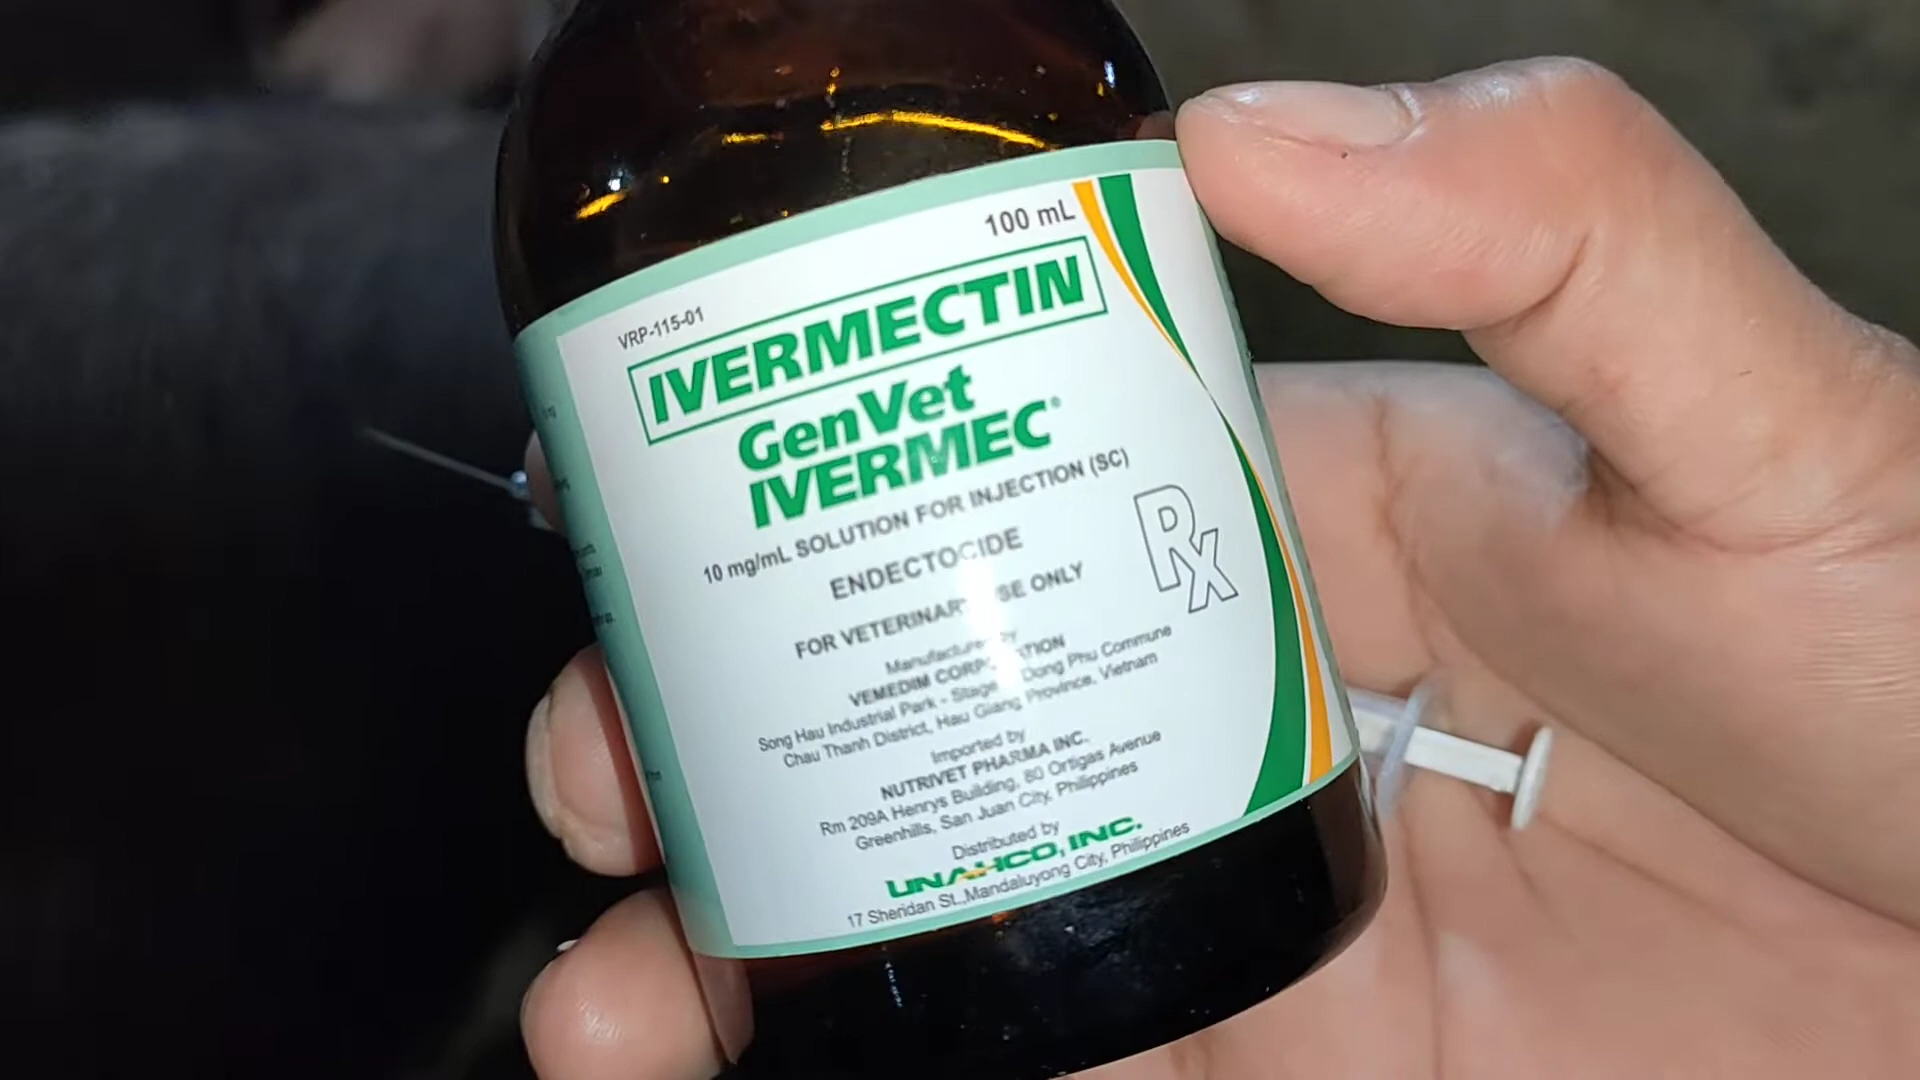 100 mL
VRP-115-01
IVERMECTIN
GenVet
IVERMEC®
10 mg/mL SOLUTION FOR INJECTION (SC)
ENDECTOCIDE
Rx
FOR VETERINAR SE ONLY
Manufacture by
VEMEDIM CORP TION
Song Hau Industrial Park - Stage Dong Phu Commune
Chau Thanh District, Hau Giang Province, Vietnam
Imported by
NUTRIVET PHARMA INC.
Rm 209A Henrys Building, 80 Ortigas Avenue
Greenhills, San Juan City, Philippines
Distributed by
UNAHCO, INC.
17 Sheridan St.,Mandaluyong City, Philippines